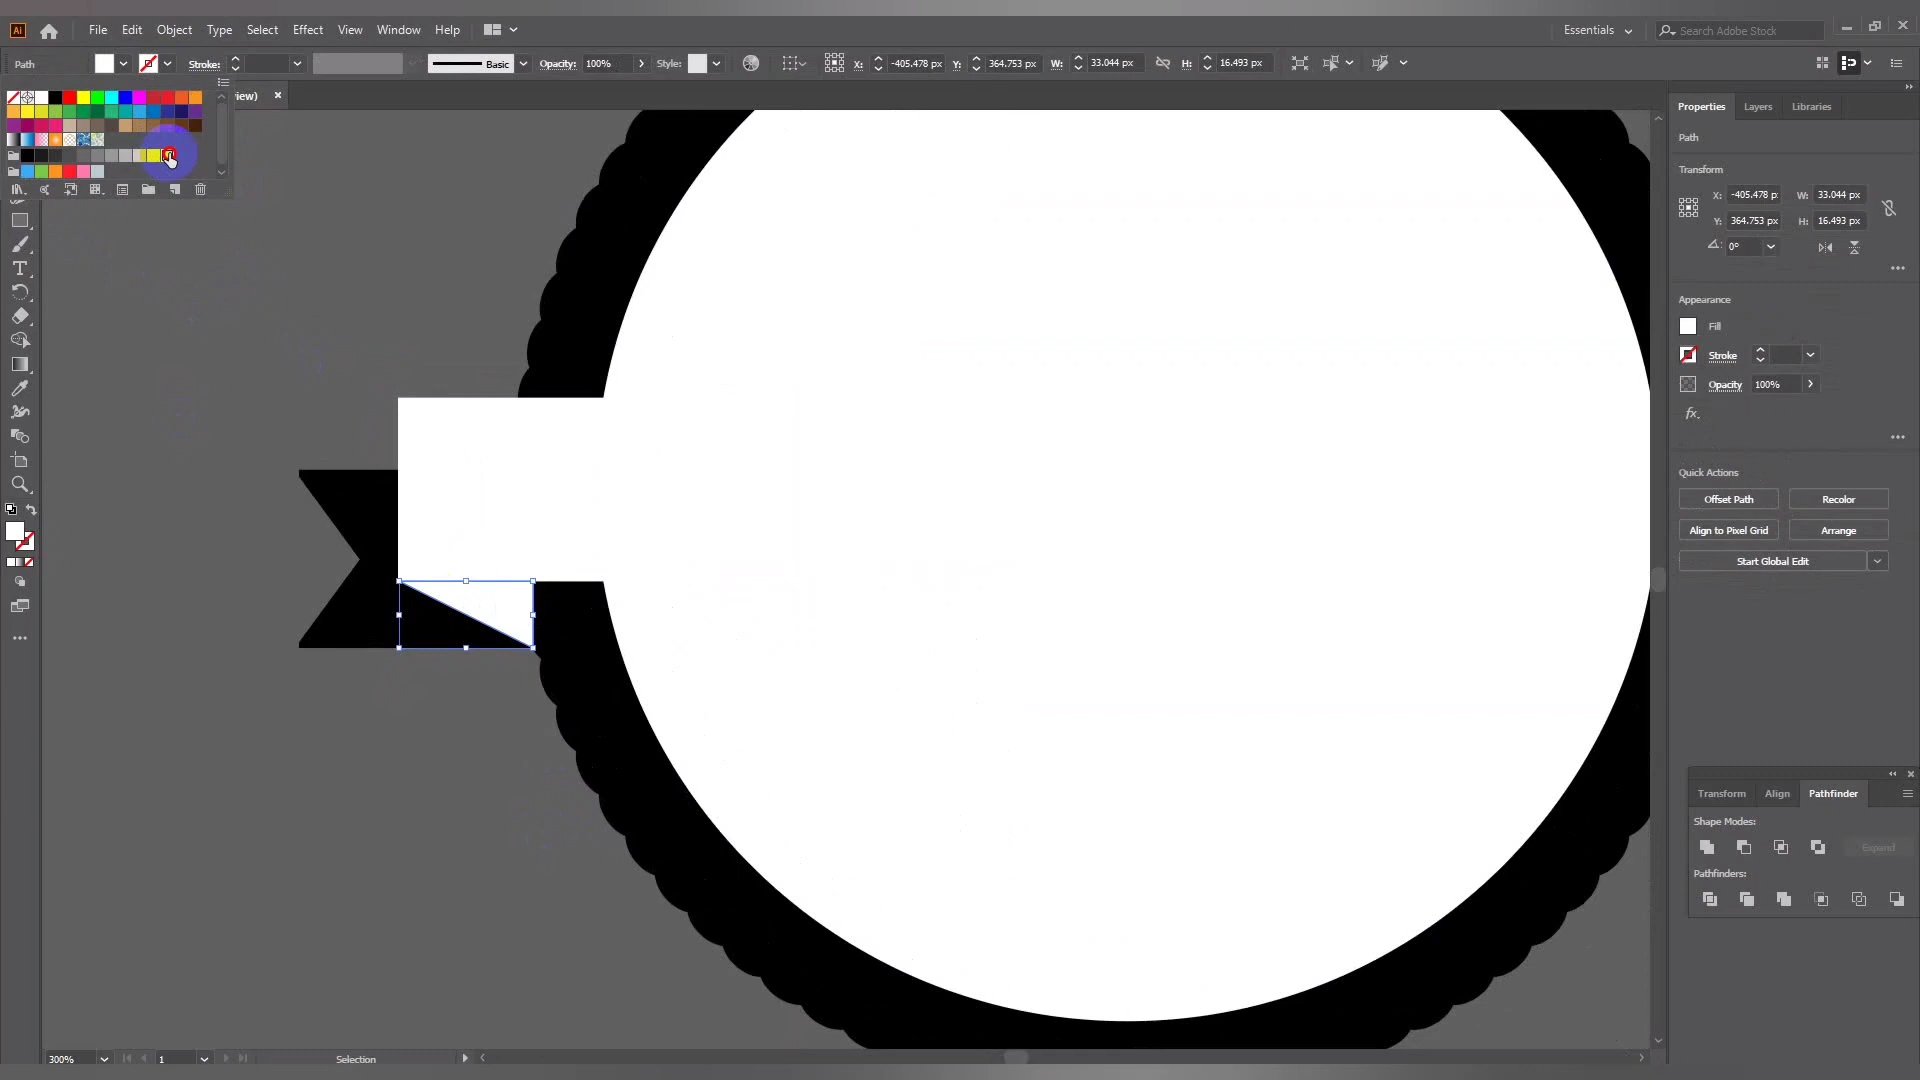 Ai File Edit Object Type Select Effect View Window Help Essentials Search Adobe Stock
Path Stroke: Basic Opacity: 100% Style: X: -405.478 px Y: 364.753 px W: 33.044 px H: 16.493 px
iew) ×
Properties Layers Libraries
Path
Transform
X: -405.478 p W: 33.044 px
Y: 364.753 px H: 16.493 px
0°
Appearance
Fill
Stroke
Opacity 100%
fx.
Quick Actions
Offset Path Recolor
Align to Pixel Grid Arrange
Start Global Edit
Transform Align Pathfinder
Shape Modes:
Expand
Pathfinders:
300% 1 Selection